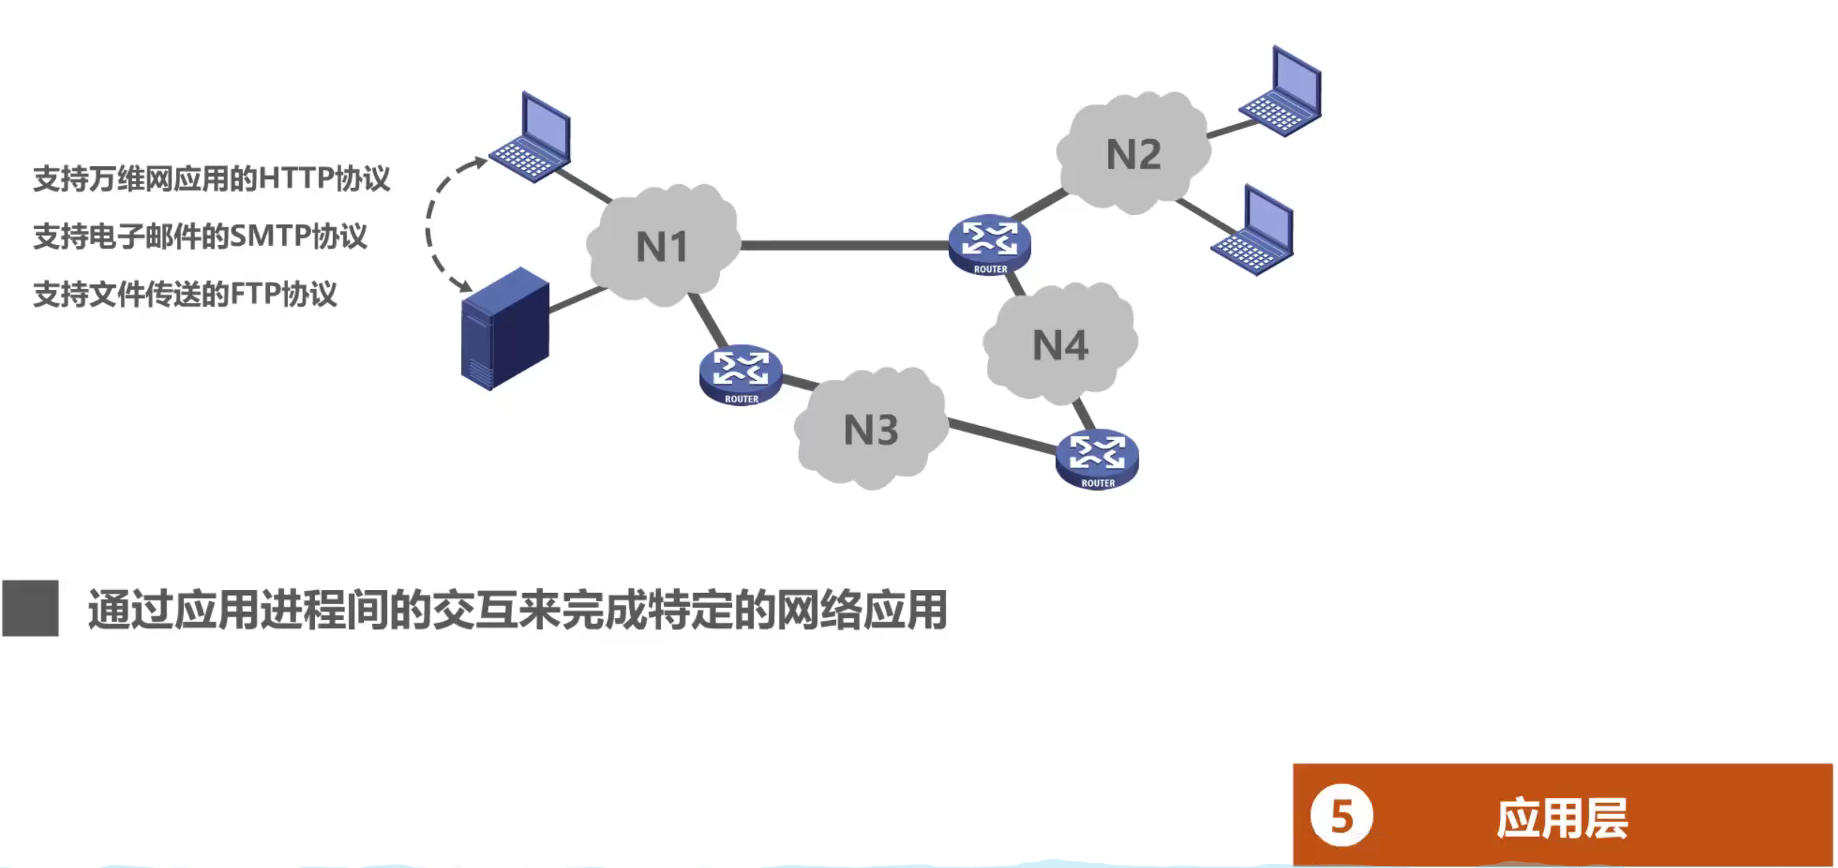 支持万维网应用的HTTP协议
支持电子邮件的SMTP协议
支持文件传送的FTP协议
N1
N2
ROUTER
N4
ROUTER
N3
ROUTER
通过应用进程间的交互来完成特定的网络应用
5 应用层